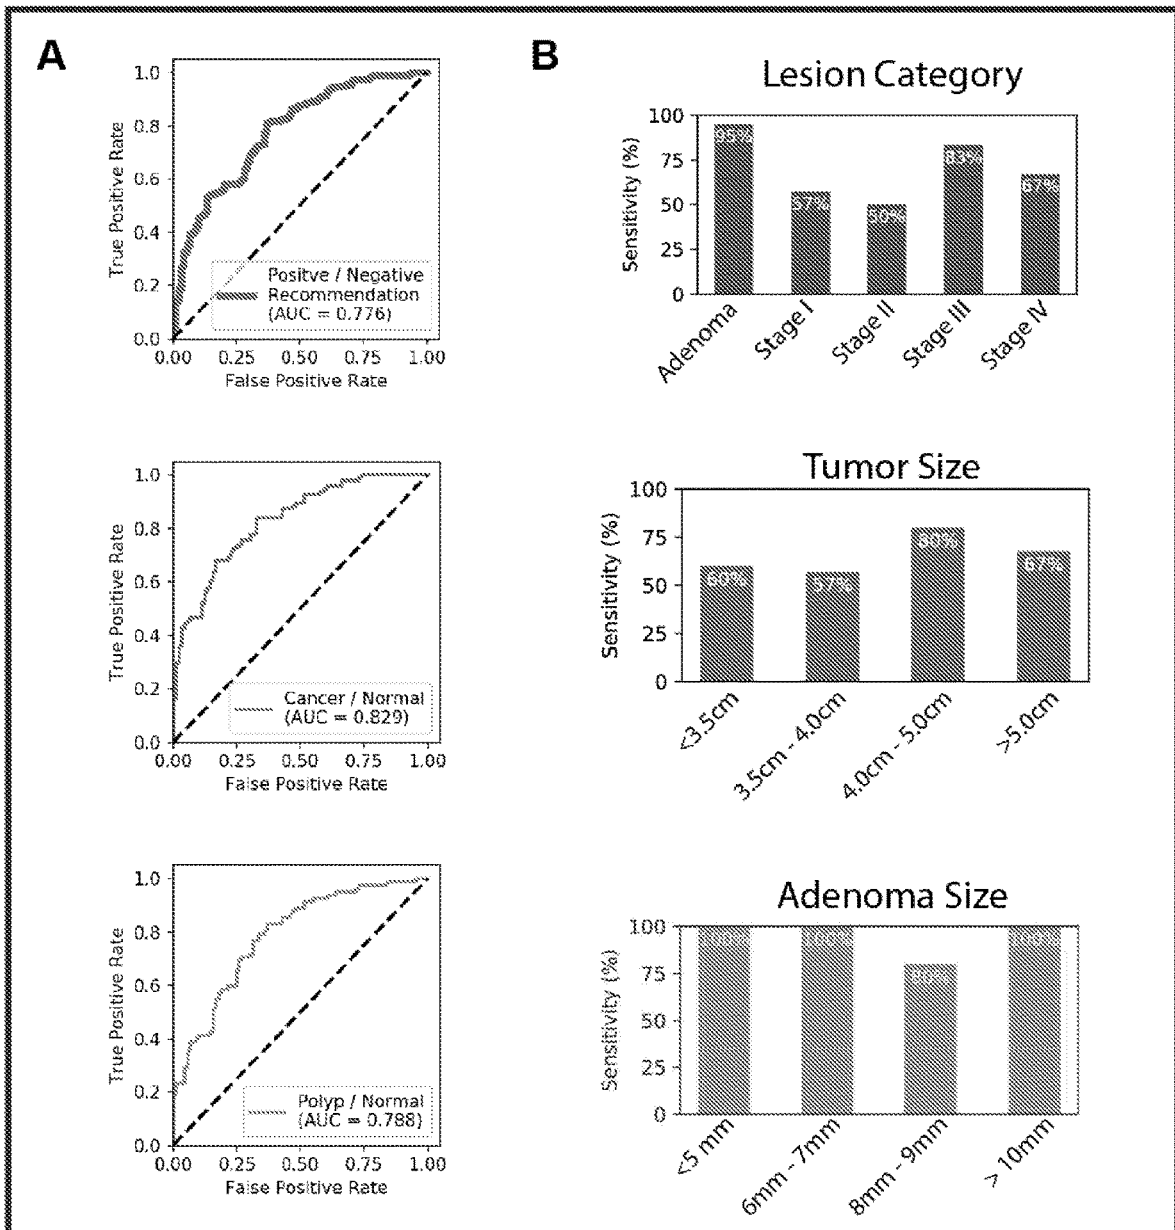 A
1.0
0.8
0.6
0.4
0.2
0.0
True Positive Rate
Positve / Negative
Recommendation
(AUC = 0.776)
0.00 0.25 0.50 0.75 1.00
False Positive Rate
1.0
0.8
0.6
0.4
0.2
0.0
True Positive Rate
Cancer / Normal
(AUC = 0.829)
0.00 0.25 0.50 0.75 1.00
False Positive Rate
1.0
0.8
0.6
0.4
0.2
0.0
True Positive Rate
Polyp / Normal
(AUC = 0.788)
0.00 0.25 0.50 0.75 1.00
False Positive Rate
B
Lesion Category
100
75
50
25
0
Sensitivity (%)
95% 57% 50% 83% 67%
Adenoma Stage I Stage II Stage III Stage IV
Tumor Size
100
75
50
25
0
Sensitivity (%)
60% 57% 80% 67%
<3.5cm 3.5cm - 4.0cm 4.0cm - 5.0cm >5.0cm
Adenoma Size
100
75
50
25
0
Sensitivity (%)
100% 100% 80% 100%
<5 mm 6mm - 7mm 8mm - 9mm > 10mm